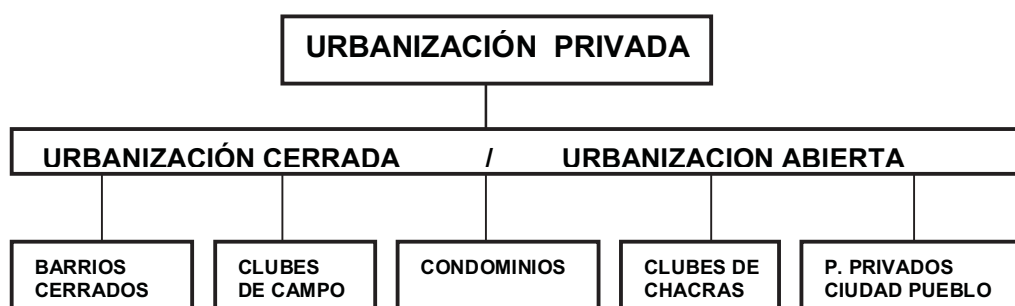 URBANIZACIÓN PRIVADA
URBANIZACIÓN CERRADA / URBANIZACION ABIERTA
BARRIOS
CERRADOS
CLUBES
DE CAMPO
CONDOMINIOS
CLUBES DE
CHACRAS
P. PRIVADOS
CIUDAD PUEBLO